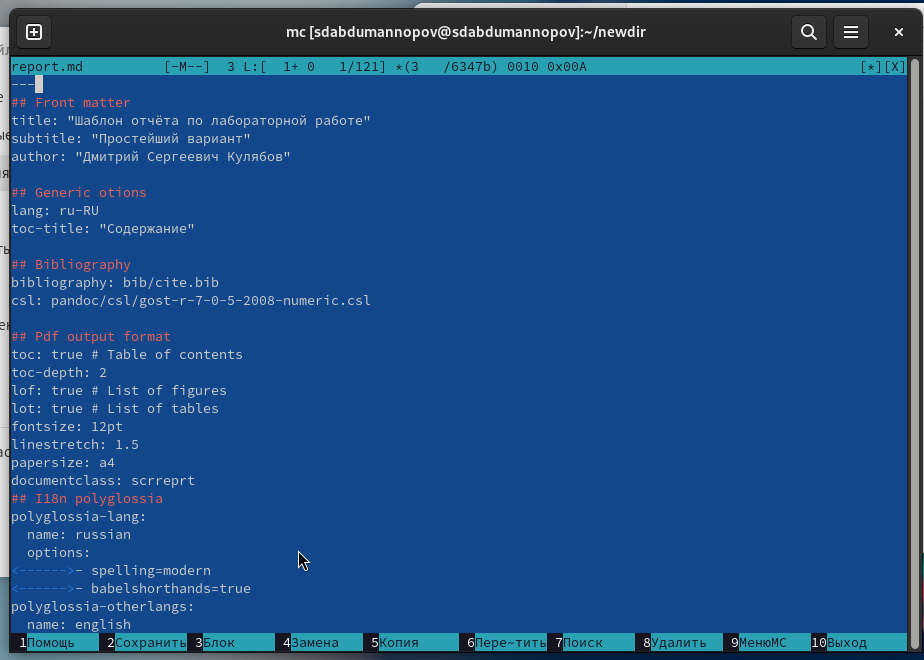 mc [sdabdumannopov@sdabdumannopov]:~/newdir
report.md [-M--] 3 L:[ 1+ 0 1/121] *(3 /6347b) 0010 0x00A [*][X]
---
## Front matter
title: "Шаблон отчёта по лабораторной работе"
subtitle: "Простейший вариант"
author: "Дмитрий Сергеевич Кулябов"
## Generic otions
lang: ru-RU
toc-title: "Содержание"
## Bibliography
bibliography: bib/cite.bib
csl: pandoc/csl/gost-r-7-0-5-2008-numeric.csl
## Pdf output format
toc: true # Table of contents
toc-depth: 2
lof: true # List of figures
lot: true # List of tables
fontsize: 12pt
linestretch: 1.5
papersize: a4
documentclass: scrreprt
## I18n polyglossia
polyglossia-lang:
  name: russian
  options:
<------>- spelling=modern
<------>- babelshorthands=true
polyglossia-otherlangs:
  name: english
1Помощь 2Сохранить 3Блок 4Замена 5Копия 6Пере~тить 7Поиск 8Удалить 9МенюMC 10Выход